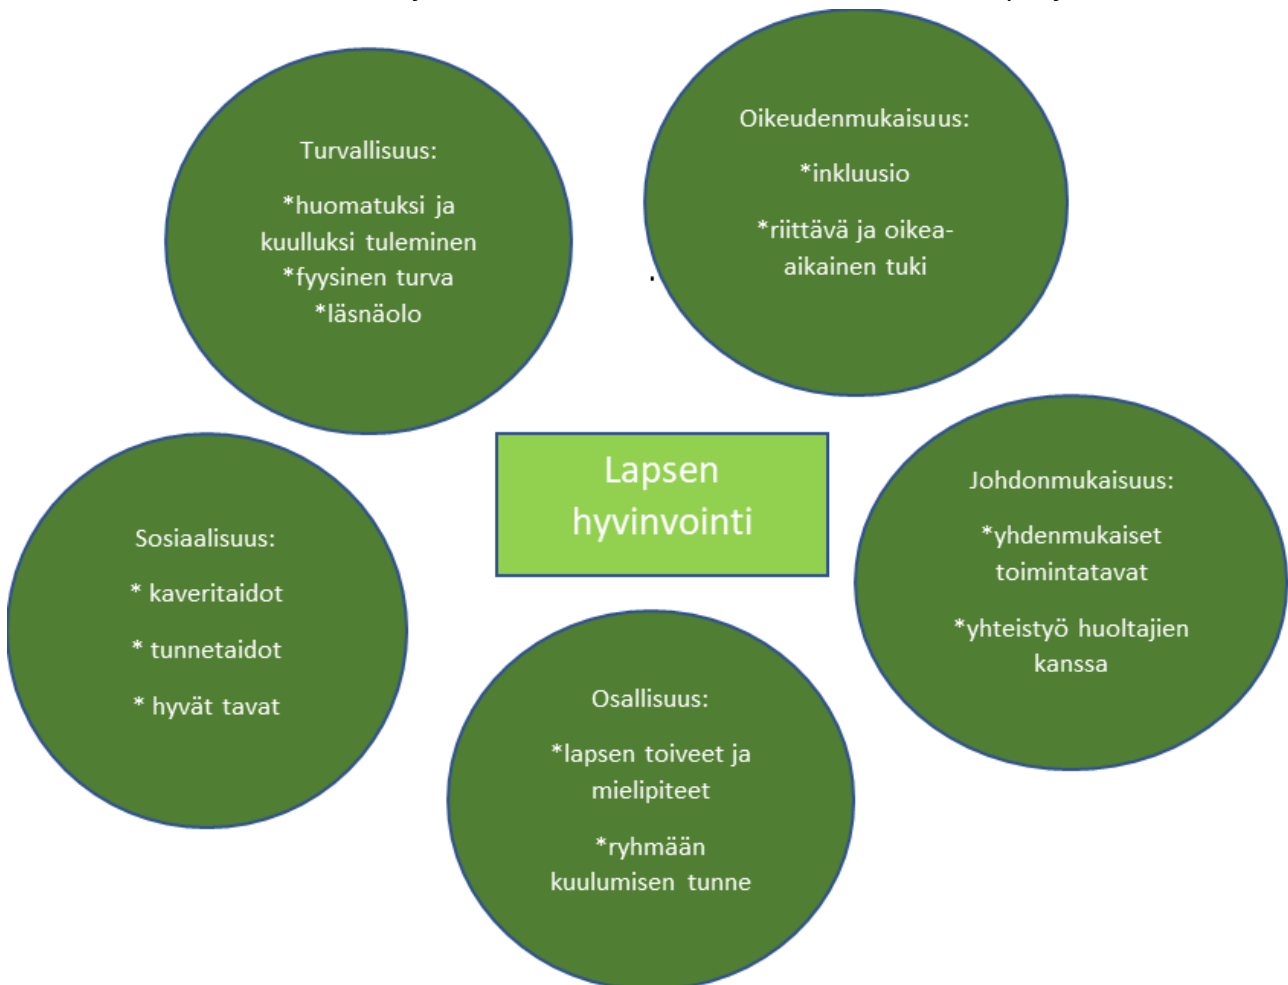 Turvallisuus:
*huomatuksi ja
kuulluksi tuleminen
*fyysinen turva
*läsnäolo
Oikeudenmukaisuus:
*inkluusio
*riittävä ja oikea-
aikainen tuki
Lapsen
hyvinvointi
Johdonmukaisuus:
*yhdenmukaiset
toimintatavat
*yhteistyö huoltajien
kanssa
Sosiaalisuus:
* kaveritaidot
* tunnetaidot
* hyvät tavat
Osallisuus:
*lapsen toiveet ja
mielipiteet
*ryhmään
kuulumisen tunne